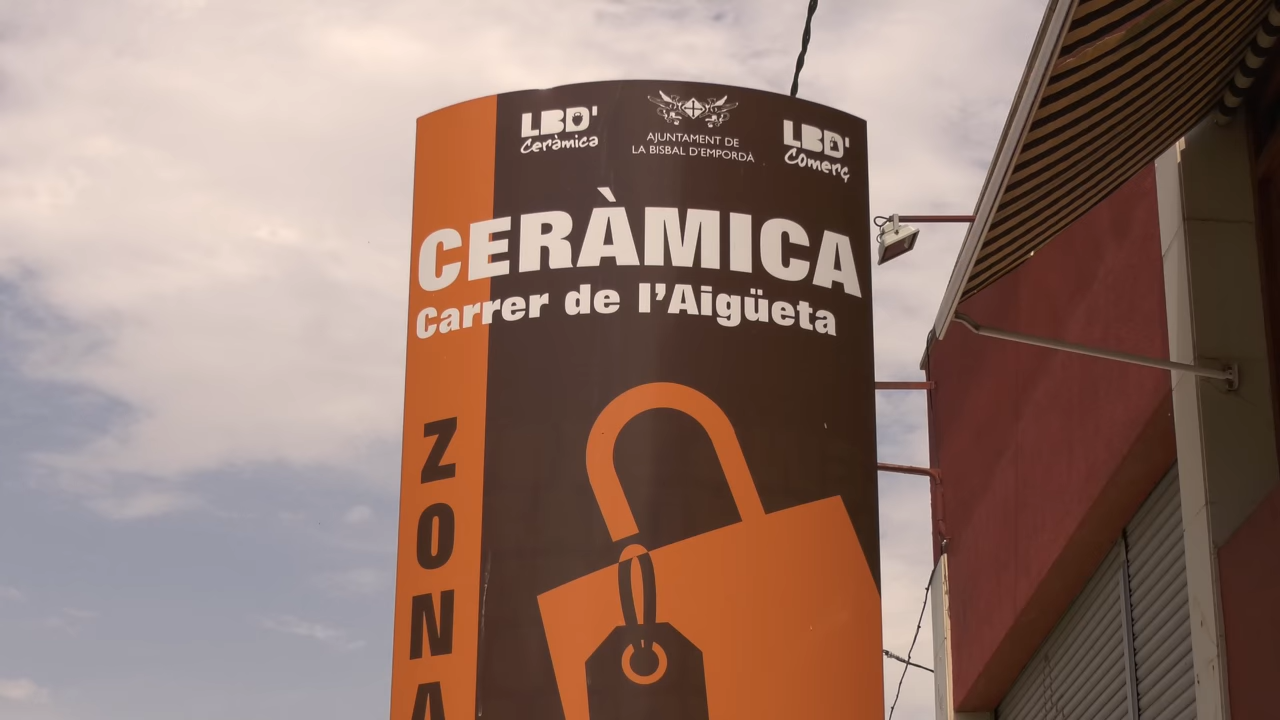 LBD'
Ceràmica
AJUNTAMENT DE
LA BISBAL D'EMPORDÀ
LBD'
Comerç
CERÀMICA
Carrer de l'Aigüeta
ZONA